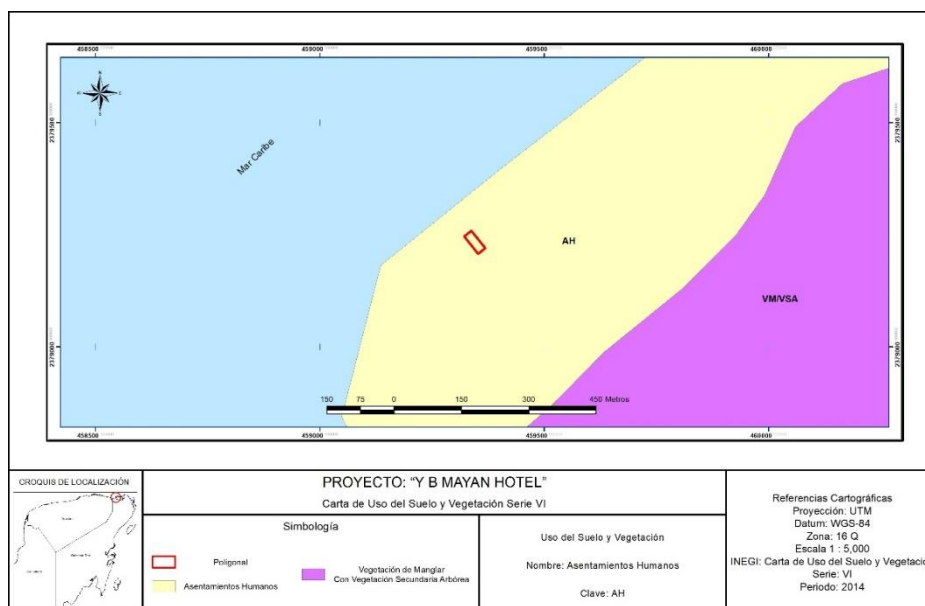 458500
459000
459500
460000
N
2379500
2379500
Mar Caribe
AH
VM/VSA
2379000
2379000
150 75 0 150 300 450 Metros
458500
459000
459500
460000
CROQUIS DE LOCALIZACIÓN
PROYECTO: “Y B MAYAN HOTEL”
Carta de Uso del Suelo y Vegetación Serie VI
Simbología
Poligonal
Asentamientos Humanos
Vegetación de Manglar
Con Vegetación Secundaria Arbórea
Uso del Suelo y Vegetación
Nombre: Asentamientos Humanos
Clave: AH
Referencias Cartográficas
Proyección: UTM
Datum: WGS-84
Zona: 16 Q
Escala 1 : 5,000
INEGI: Carta de Uso del Suelo y Vegetació
Serie: VI
Periodo: 2014